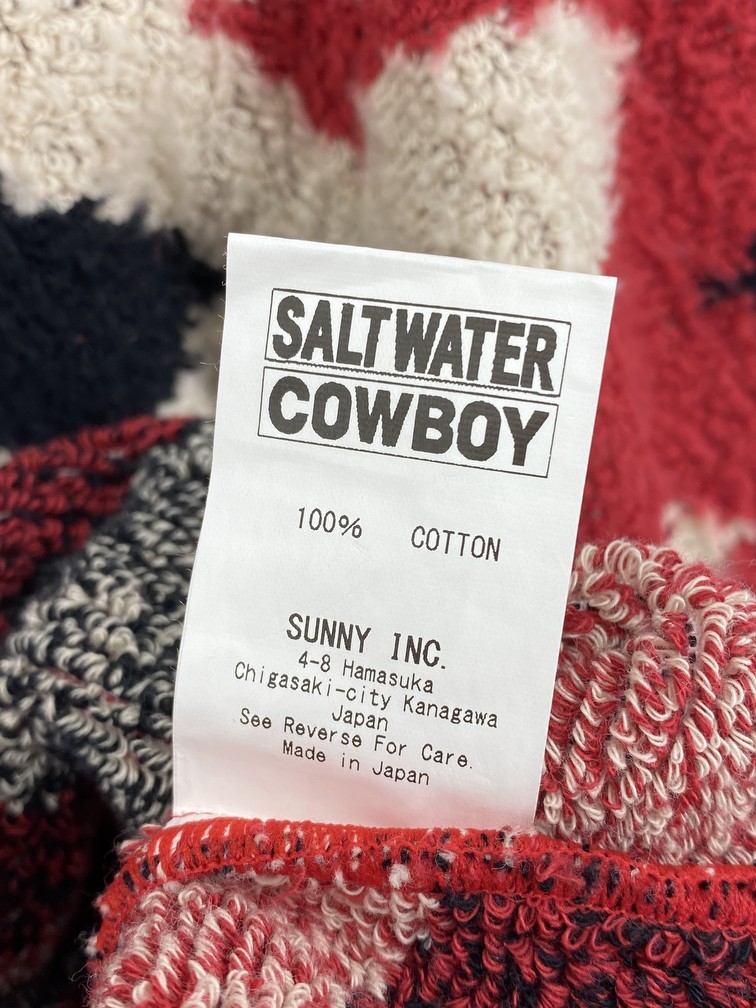 SALTWATER
COWBOY
100% COTTON
SUNNY INC.
4-8 Hamasuka
Chigasaki-city Kanagawa
Japan
See Reverse For Care.
Made in Japan